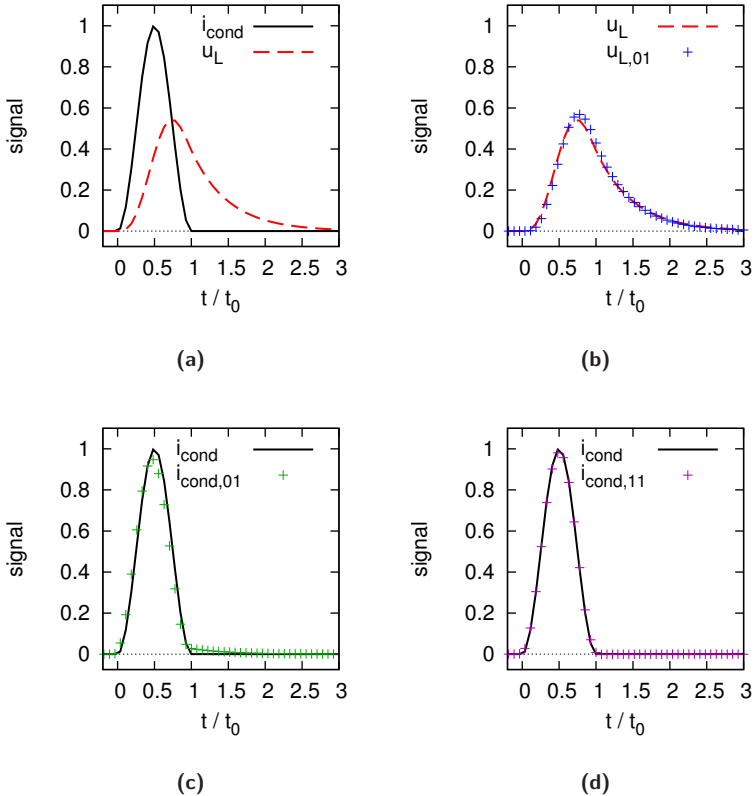 i_cond
u_L
signal
1
0.8
0.6
0.4
0.2
0
0 0.5 1 1.5 2 2.5 3
t / t_0
(a)
u_L
u_L,01
signal
1
0.8
0.6
0.4
0.2
0
0 0.5 1 1.5 2 2.5 3
t / t_0
(b)
i_cond
i_cond,01
signal
1
0.8
0.6
0.4
0.2
0
0 0.5 1 1.5 2 2.5 3
t / t_0
(c)
i_cond
i_cond,11
signal
1
0.8
0.6
0.4
0.2
0
0 0.5 1 1.5 2 2.5 3
t / t_0
(d)